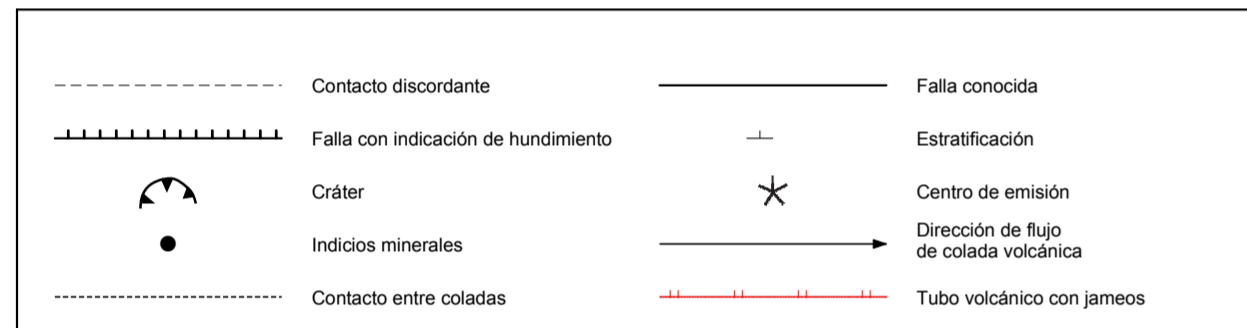 Contacto discordante
Falla con indicación de hundimiento
Cráter
Indicios minerales
Contacto entre coladas
Falla conocida
Estratificación
Centro de emisión
Dirección de flujo
de colada volcánica
Tubo volcánico con jameos